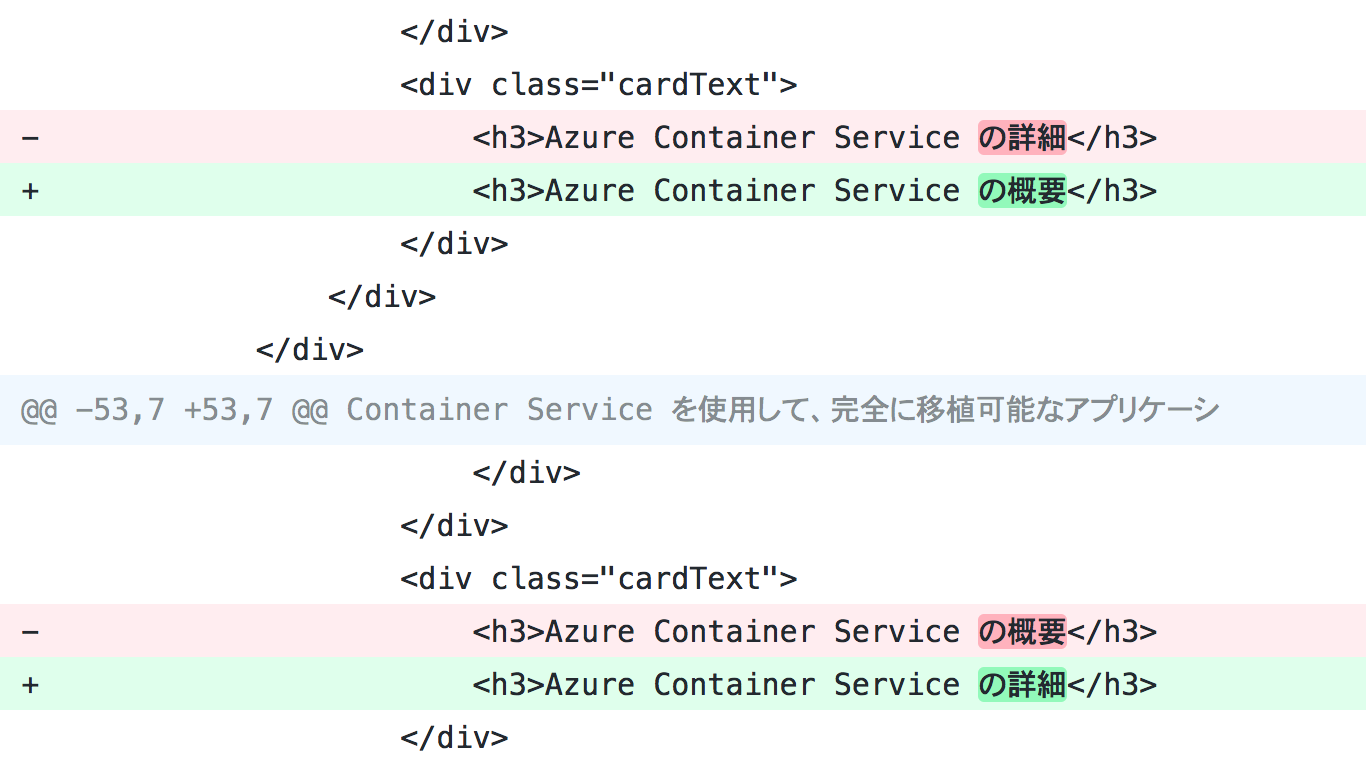 </div>
<div class="cardText">
- <h3>Azure Container Service の詳細</h3>
+ <h3>Azure Container Service の概要</h3>
</div>
</div>
</div>
@@ -53,7 +53,7 @@ Container Service を使用して、完全に移植可能なアプリケーシ
</div>
</div>
<div class="cardText">
- <h3>Azure Container Service の概要</h3>
+ <h3>Azure Container Service の詳細</h3>
</div>